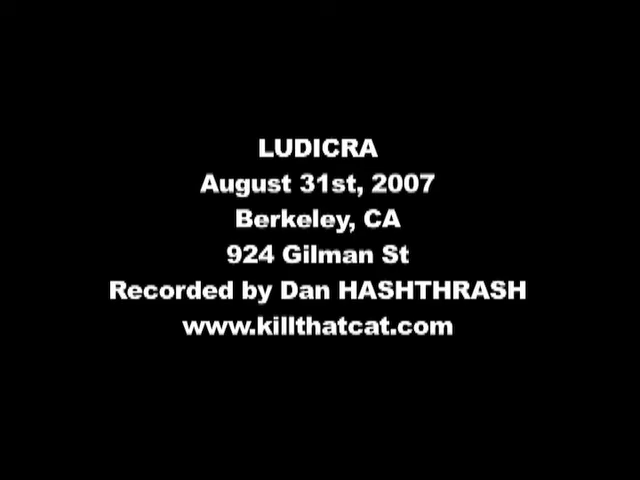 LUDICRA
August 31st, 2007
Berkeley, CA
924 Gilman St
Recorded by Dan HASHTHRASH
www.killthatcat.com